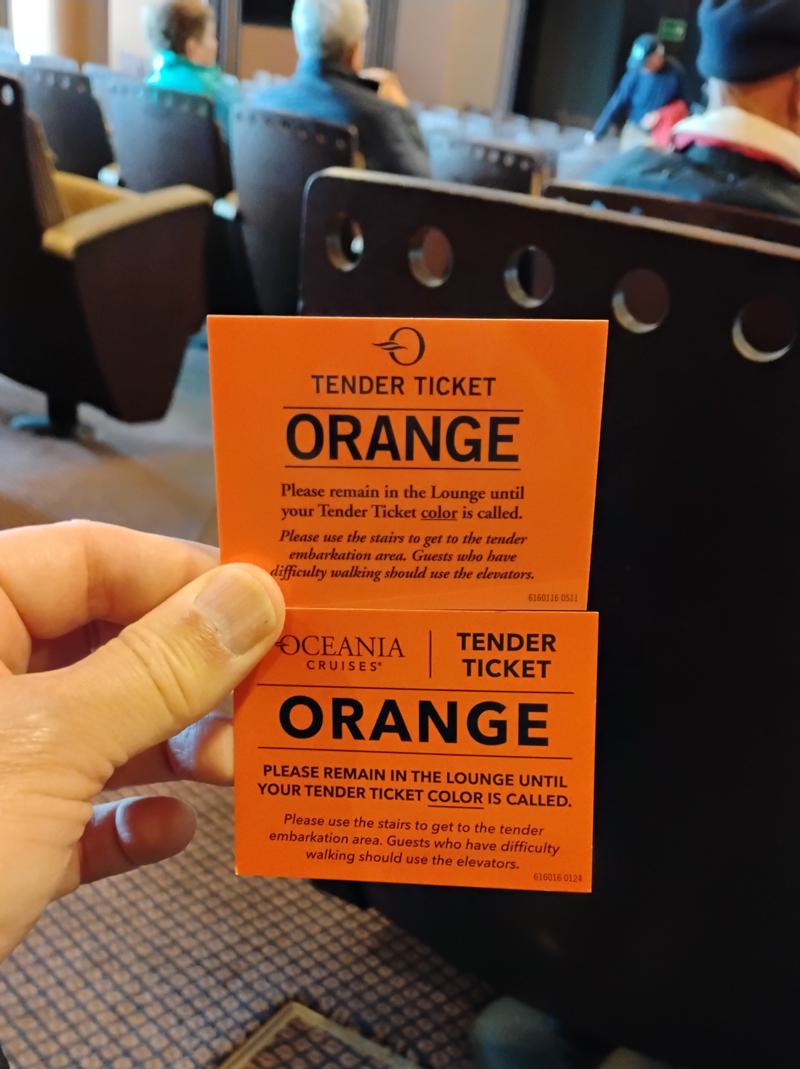 TENDER TICKET
ORANGE
Please remain in the Lounge until
your Tender Ticket color is called.
Please use the stairs to get to the tender
embarkation area. Guests who have
difficulty walking should use the elevators.
6160116 0511
OCEANIA
CRUISES®
TENDER
TICKET
ORANGE
PLEASE REMAIN IN THE LOUNGE UNTIL
YOUR TENDER TICKET COLOR IS CALLED.
Please use the stairs to get to the tender
embarkation area. Guests who have difficulty
walking should use the elevators.
616016 0124